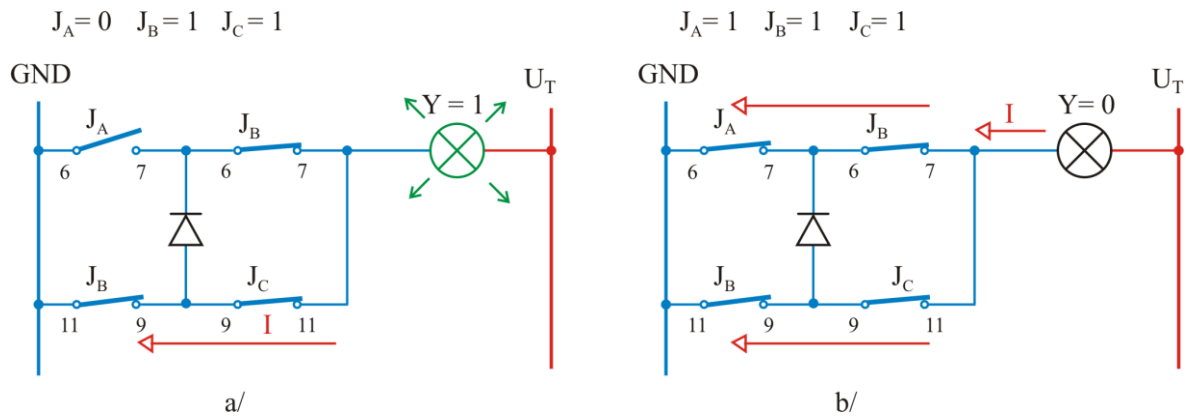 J_A= 0 J_B= 1 J_C= 1
GND
U_T
Y = 1
J_A
J_B
6 7 6 7
J_B
J_C
11 9 9 11
I
a/
J_A= 1 J_B= 1 J_C= 1
GND
U_T
I
Y=0
J_A
J_B
6 7 6 7
J_B
J_C
11 9 9 11
b/